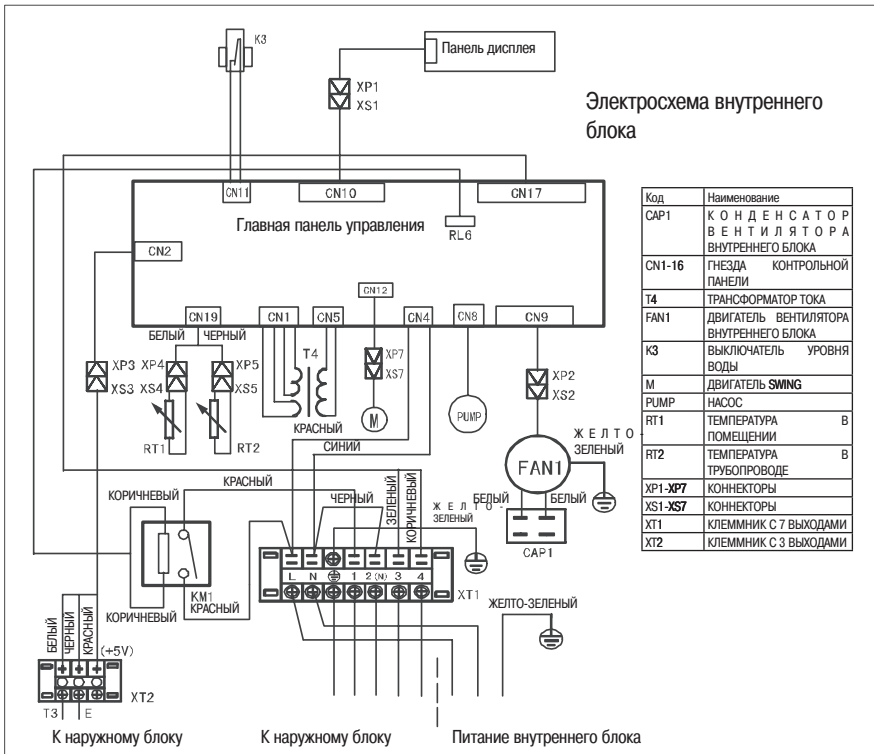 K3
Панель дисплея
XP1
XS1
Электросхема внутреннего
блока
CN11
CN10
CN17
Главная панель управления
RL6
CN2
CN12
CN19
CN1
CN5
CN4
CN8
CN9
БЕЛЫЙ
ЧЕРНЫЙ
XP3
XS3
XP4
XS4
XP5
XS5
T4
XP7
XS7
XP2
XS2
RT1
RT2
КРАСНЫЙ
M
PUMP
СИНИЙ
FAN1
ЖЕЛТО-
ЗЕЛЕНЫЙ
БЕЛЫЙ
БЕЛЫЙ
CAP1
КОРИЧНЕВЫЙ
КРАСНЫЙ
ЧЕРНЫЙ
ЗЕЛЕНЫЙ
КОРИЧНЕВЫЙ
ЖЕЛТО-
ЗЕЛЕНЫЙ
KM1
КРАСНЫЙ
КОРИЧНЕВЫЙ
L N 1 2(N) 3 4
XT1
ЖЕЛТО-ЗЕЛЕНЫЙ
БЕЛЫЙ
ЧЕРНЫЙ
КРАСНЫЙ
(+5V)
XT2
T3 E
К наружному блоку
К наружному блоку
Питание внутреннего блока
Код Наименование
CAP1 КОНДЕНСАТОР
ВЕНТИЛЯТОРА
ВНУТРЕННЕГО БЛОКА
CN1-16 ГНЕЗДА КОНТРОЛЬНОЙ
ПАНЕЛИ
T4 ТРАНСФОРМАТОР ТОКА
FAN1 ДВИГАТЕЛЬ ВЕНТИЛЯТОРА
ВНУТРЕННЕГО БЛОКА
K3 ВЫКЛЮЧАТЕЛЬ УРОВНЯ
ВОДЫ
M ДВИГАТЕЛЬ SWING
PUMP НАСОС
RT1 ТЕМПЕРАТУРА В
ПОМЕЩЕНИИ
RT2 ТЕМПЕРАТУРА В
ТРУБОПРОВОДЕ
XP1-XP7 КОННЕКТОРЫ
XS1-XS7 КОННЕКТОРЫ
XT1 КЛЕММНИК С 7 ВЫХОДАМИ
XT2 КЛЕММНИК С 3 ВЫХОДАМИ